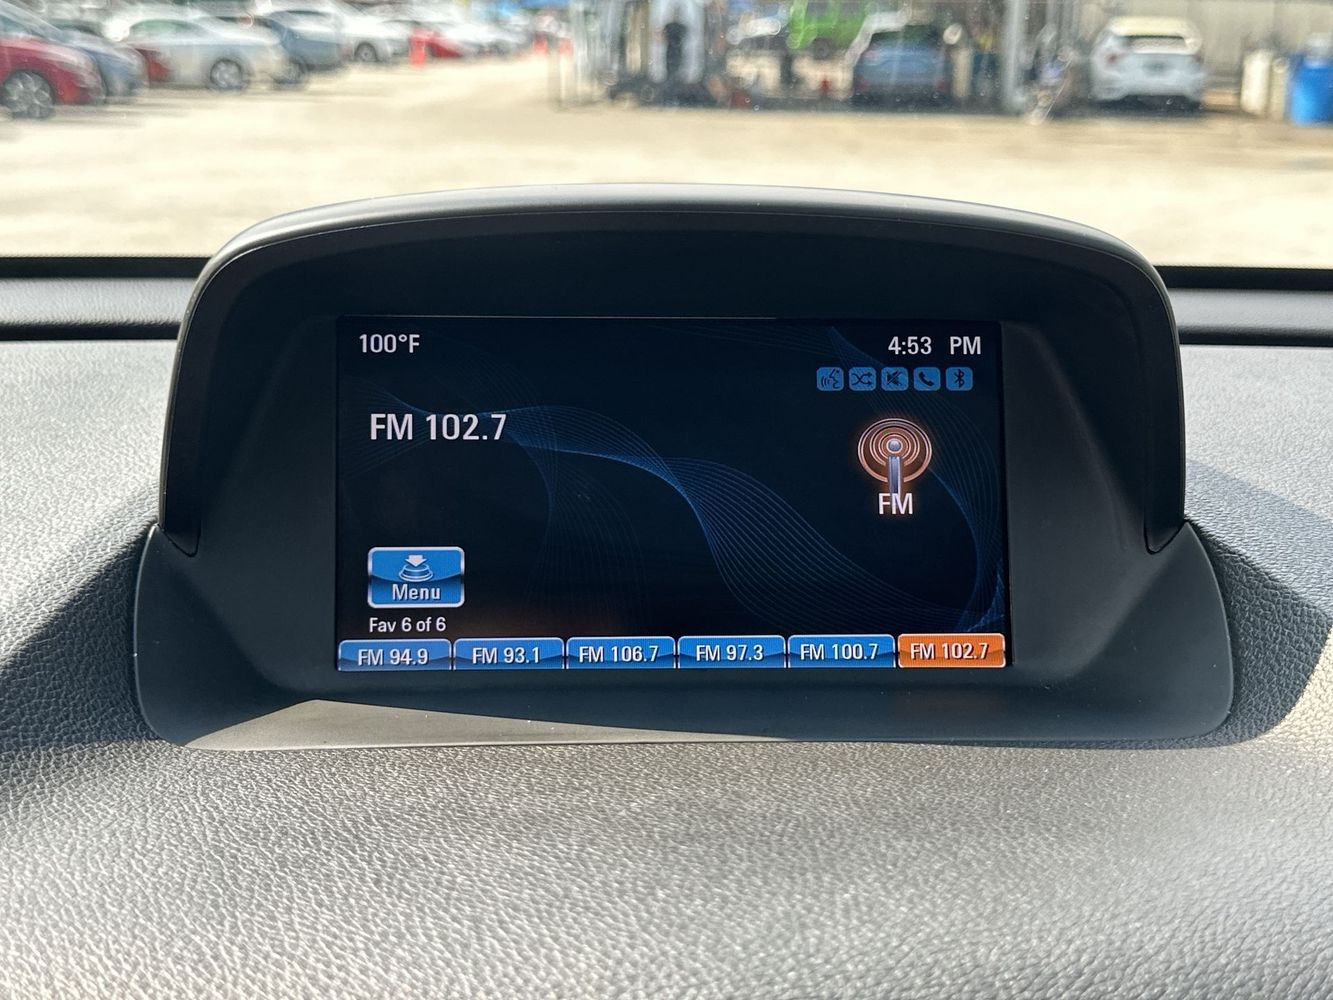 100°F 4:53 PM
FM 102.7
FM
Menu
Fav 6 of 6
FM 94.9 FM 93.1 FM 106.7 FM 97.3 FM 100.7 FM 102.7